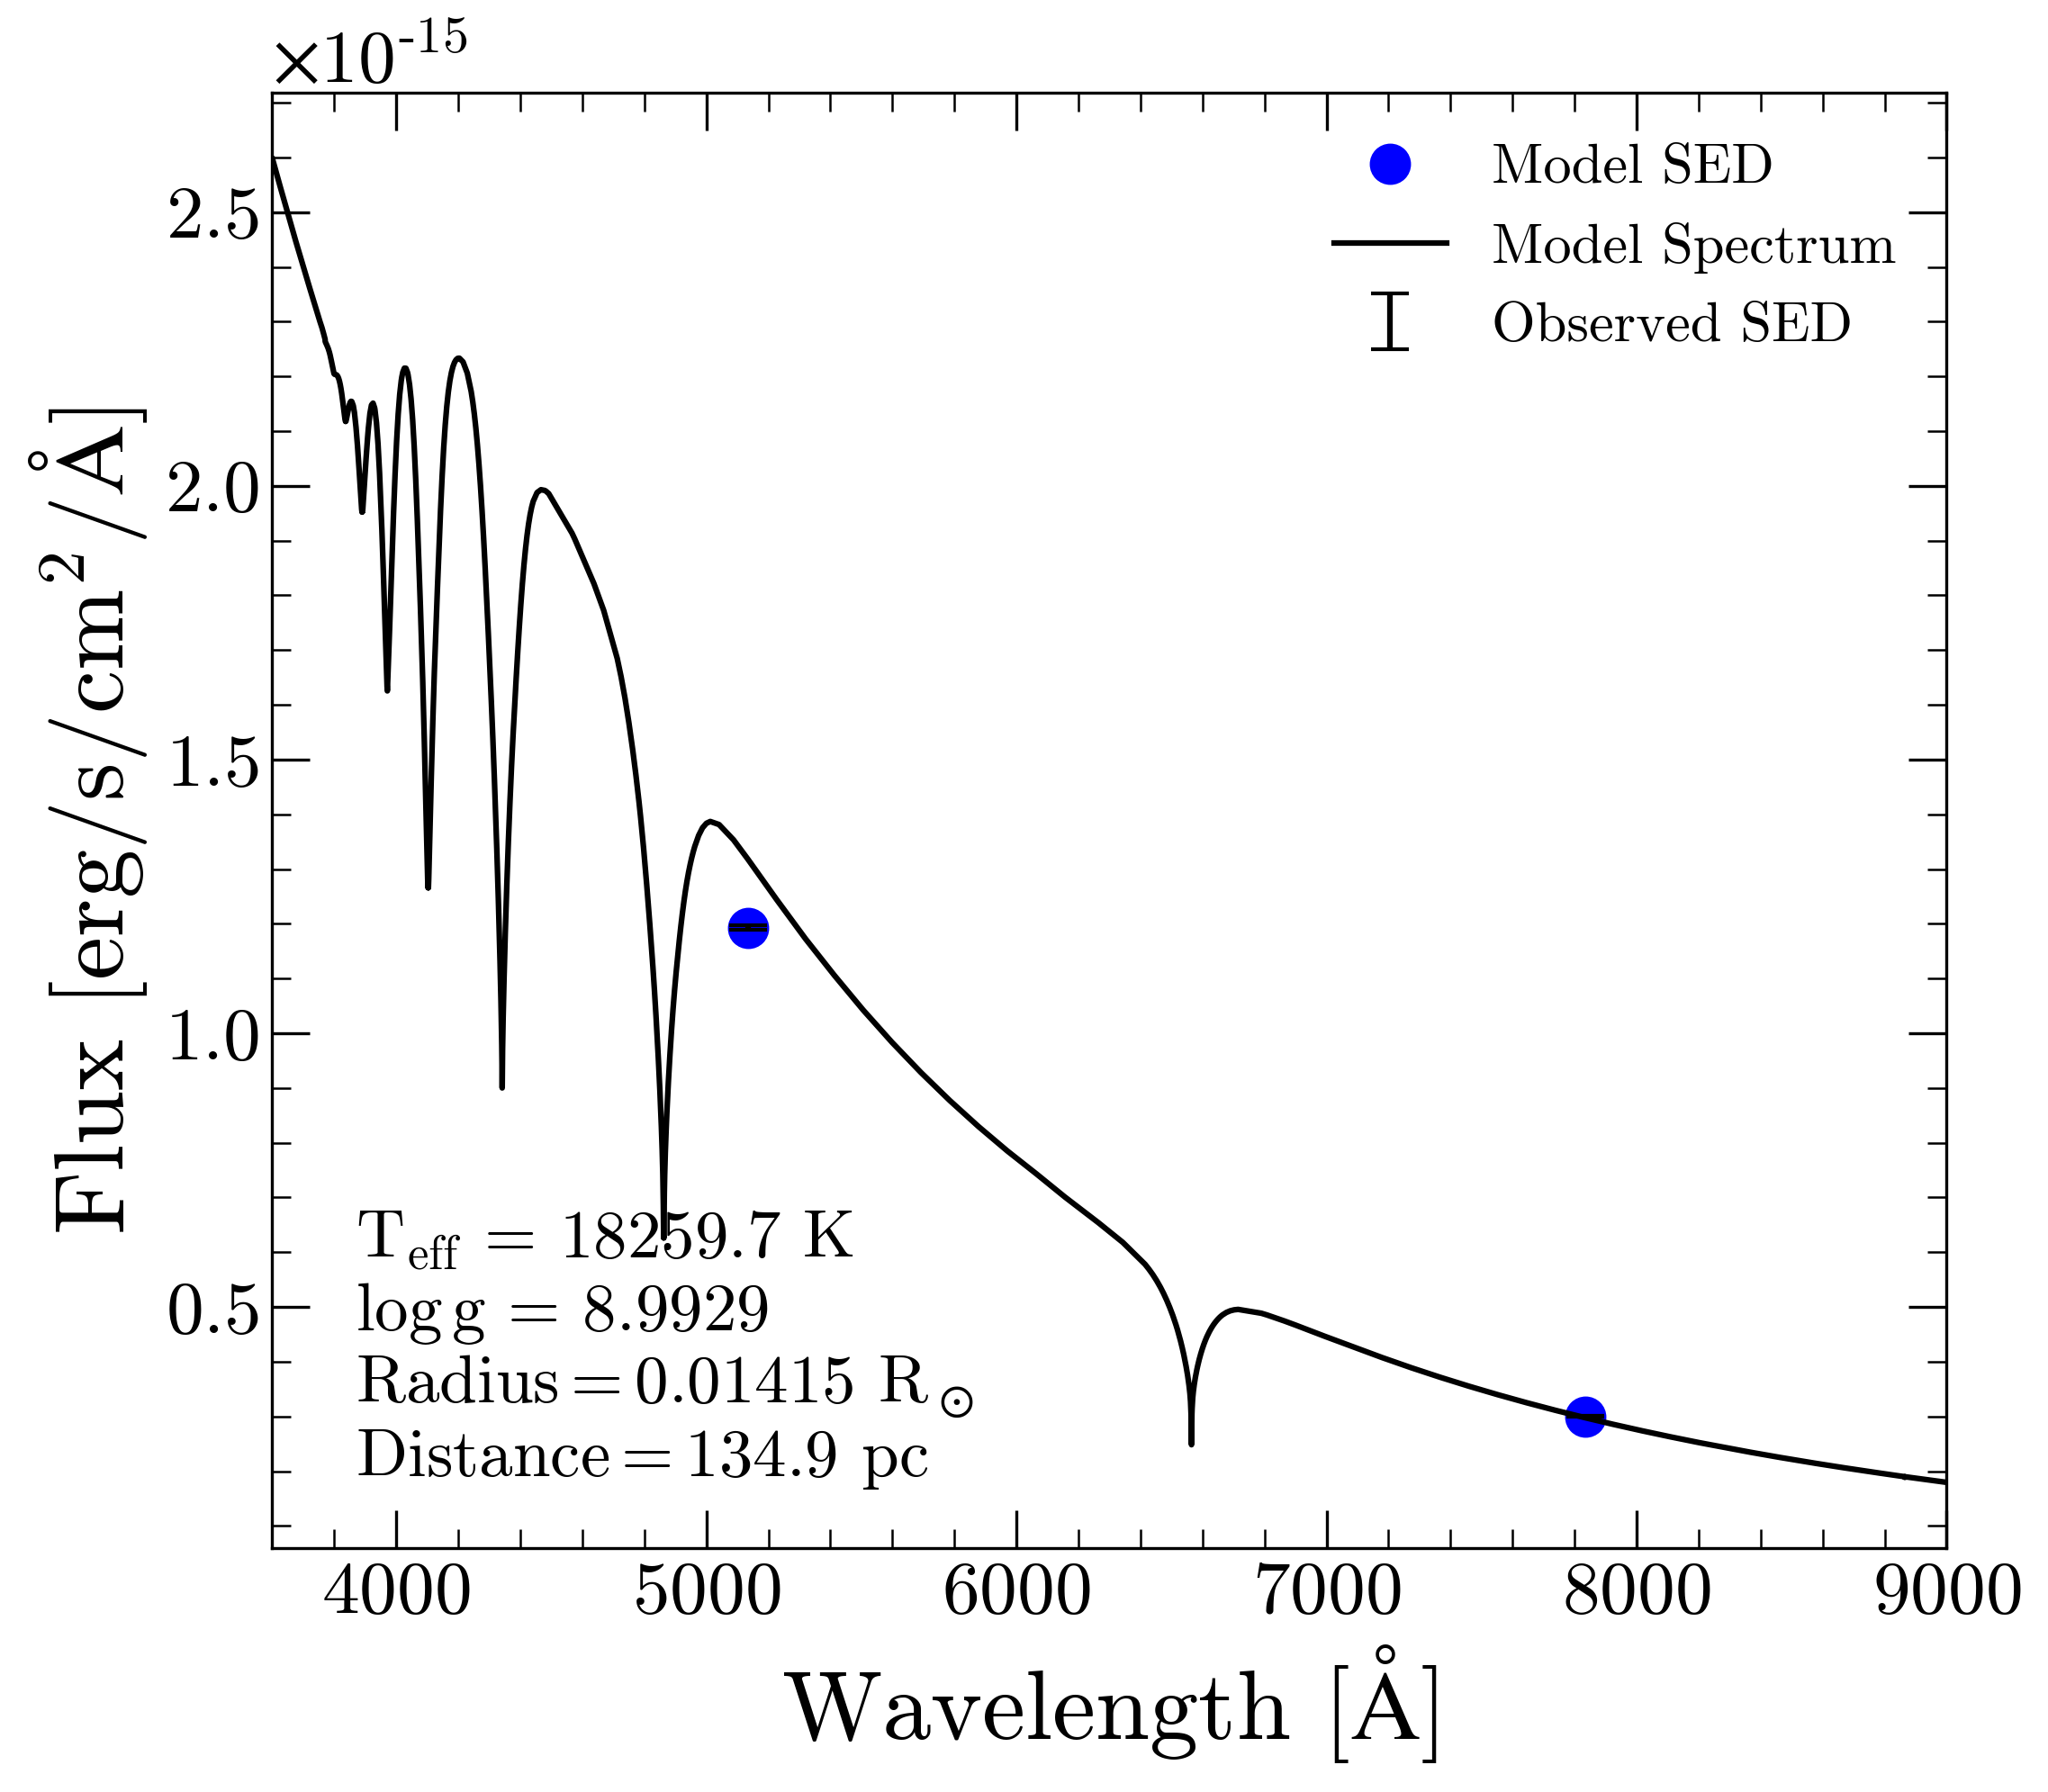 ×10-15
Flux [erg/s/cm2/Å]
2.5
2.0
1.5
1.0
0.5
Model SED
Model Spectrum
Observed SED
Teff = 18259.7 K
log g = 8.9929
Radius = 0.01415 R⊙
Distance = 134.9 pc
4000 5000 6000 7000 8000 9000
Wavelength [Å]